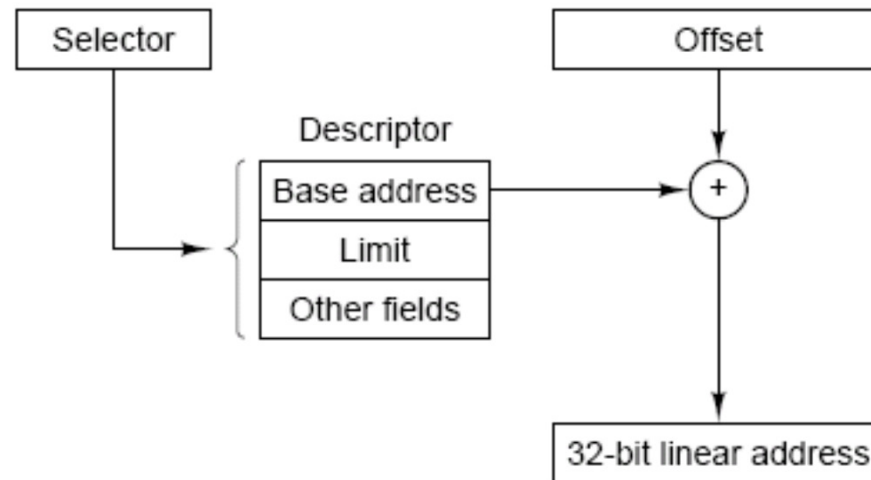 Selector
Offset
Descriptor
Base address
+
Limit
Other fields
32-bit linear address